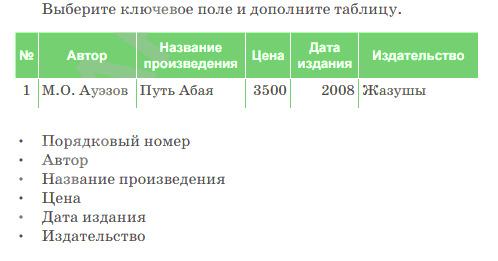 Выберите ключевое поле и дополните таблицу.
№ Автор Название произведения Цена Дата издания Издательство
1 М.О. Ауэзов Путь Абая 3500 2008 Жазушы
• Порядковый номер
• Автор
• Название произведения
• Цена
• Дата издания
• Издательство